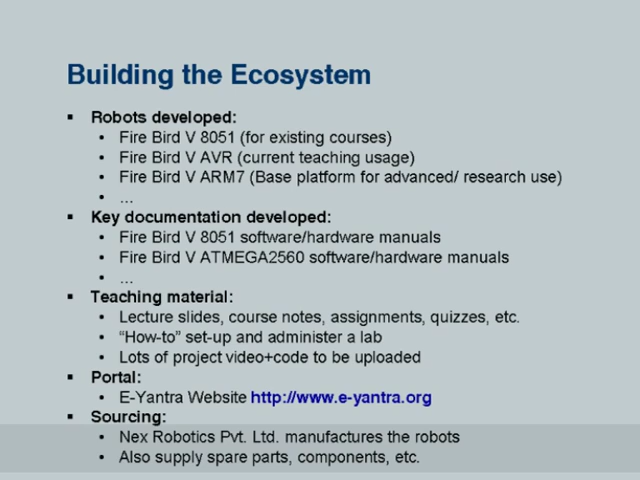 Building the Ecosystem
▪ Robots developed:
• Fire Bird V 8051 (for existing courses)
• Fire Bird V AVR (current teaching usage)
• Fire Bird V ARM7 (Base platform for advanced/ research use)
• ...
▪ Key documentation developed:
• Fire Bird V 8051 software/hardware manuals
• Fire Bird V ATMEGA2560 software/hardware manuals
• ...
▪ Teaching material:
• Lecture slides, course notes, assignments, quizzes, etc.
• “How-to” set-up and administer a lab
• Lots of project video+code to be uploaded
▪ Portal:
• E-Yantra Website http://www.e-yantra.org
▪ Sourcing:
• Nex Robotics Pvt. Ltd. manufactures the robots
• Also supply spare parts, components, etc.